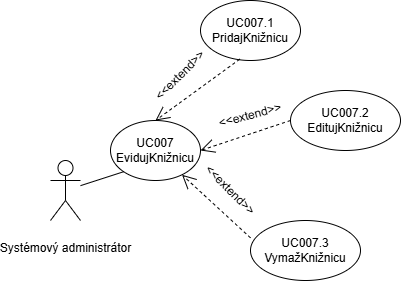 UC007.1
PridajKnižnicu
<<extend>>
UC007.2
EditujKnižnicu
<<extend>>
UC007
EvidujKnižnicu
<<extend>>
Systémový administrátor
UC007.3
VymažKnižnicu